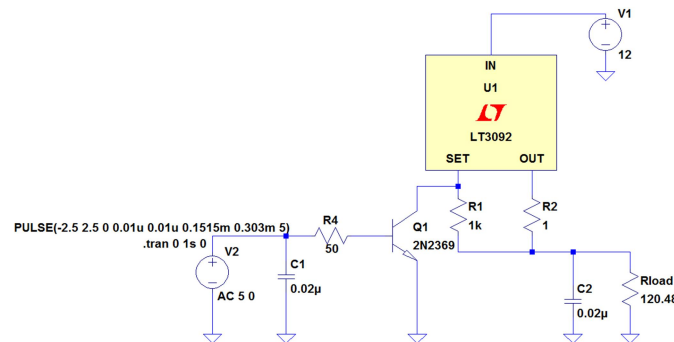 V1
12
IN
U1
LT3092
SET
OUT
R1
1k
R2
1
R4
50
Q1
2N2369
PULSE(-2.5 2.5 0 0.01u 0.01u 0.1515m 0.303m 5)
.tran 0 1s 0
V2
AC 5 0
C1
0.02µ
C2
0.02µ
Rload
120.48